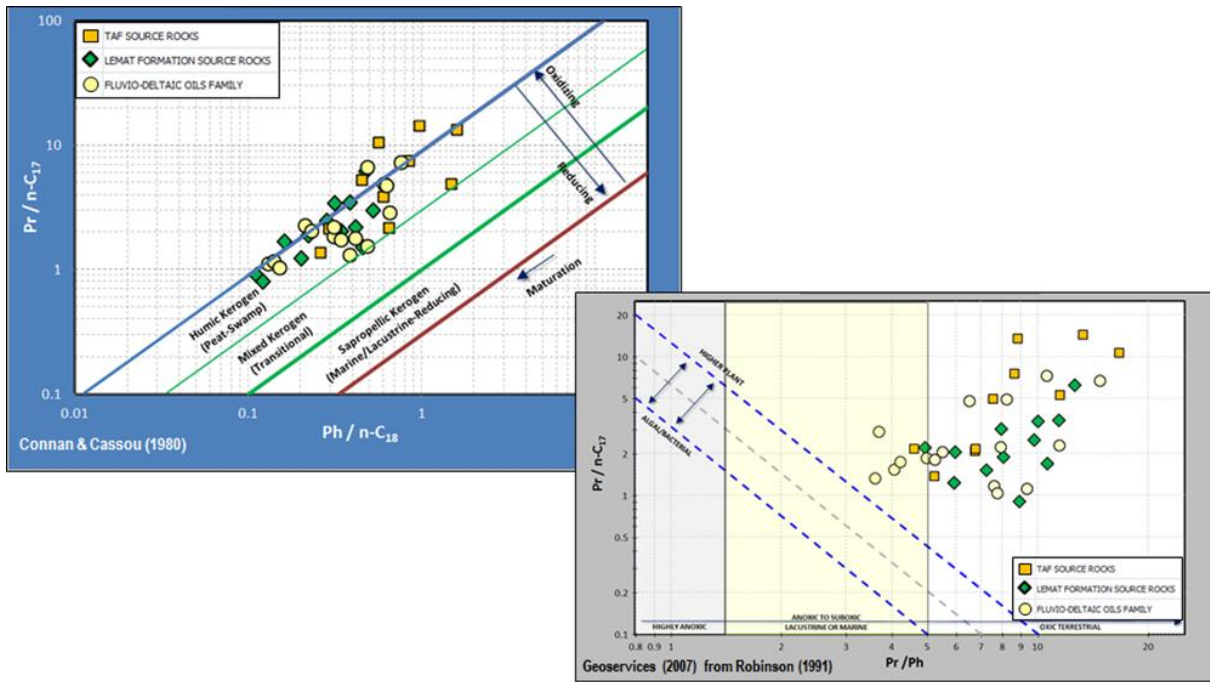 100
10
1
0.1
Pr / n-C17
TAF SOURCE ROCKS
LEMAT FORMATION SOURCE ROCKS
FLUVIO-DELTAIC OILS FAMILY
Oxidizing
Reducing
Maturation
Humic Kerogen
(Peat-Swamp)
Mixed Kerogen
(Transitional)
Sapropellic Kerogen
(Marine/Lacustrine-Reducing)
0.01
0.1
1
Ph / n-C18
Connan & Cassou (1980)
20
10
5
2
1
0.5
0.2
0.1
Pr / n-C17
HIGHER PLANT
ALGAL/BACTERIAL
TAF SOURCE ROCKS
LEMAT FORMATION SOURCE ROCKS
FLUVIO-DELTAIC OILS FAMILY
HIGHLY ANOXIC
ANOXIC TO SUBOXIC
LACUSTRINE OR MARINE
OXIC TERRESTRIAL
0.8 0.9 1 2 3 4 5 6 7 8 9 10 20
Pr /Ph
Geoservices (2007) from Robinson (1991)